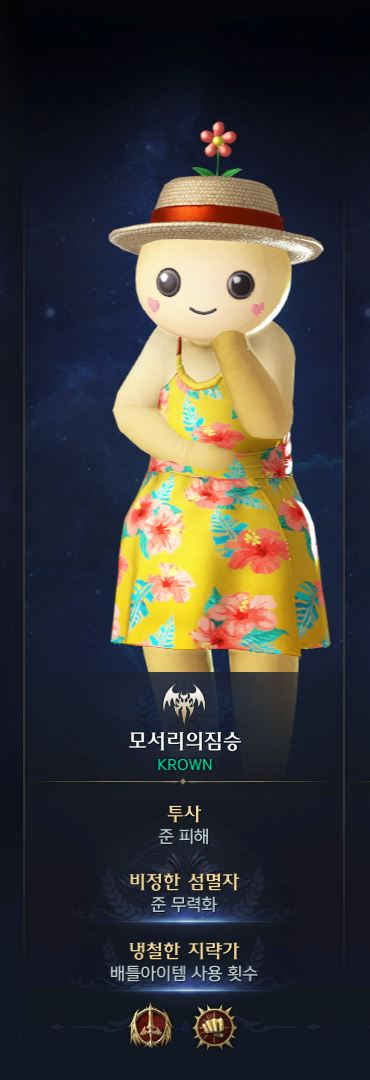 모서리의짐승
KROWN
투사
준 피해
비정한 섬멸자
준 무력화
냉철한 지략가
배틀아이템 사용 횟수